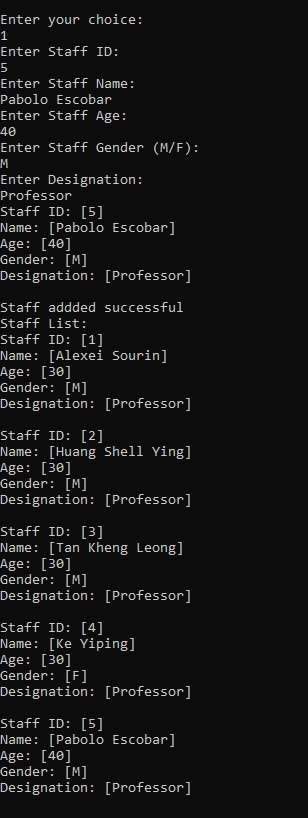 Enter your choice:
1
Enter Staff ID:
5
Enter Staff Name:
Pabolo Escobar
Enter Staff Age:
40
Enter Staff Gender (M/F):
M
Enter Designation:
Professor
Staff ID: [5]
Name: [Pabolo Escobar]
Age: [40]
Gender: [M]
Designation: [Professor]
Staff addded successful
Staff List:
Staff ID: [1]
Name: [Alexei Sourin]
Age: [30]
Gender: [M]
Designation: [Professor]
Staff ID: [2]
Name: [Huang Shell Ying]
Age: [30]
Gender: [M]
Designation: [Professor]
Staff ID: [3]
Name: [Tan Kheng Leong]
Age: [30]
Gender: [M]
Designation: [Professor]
Staff ID: [4]
Name: [Ke Yiping]
Age: [30]
Gender: [F]
Designation: [Professor]
Staff ID: [5]
Name: [Pabolo Escobar]
Age: [40]
Gender: [M]
Designation: [Professor]